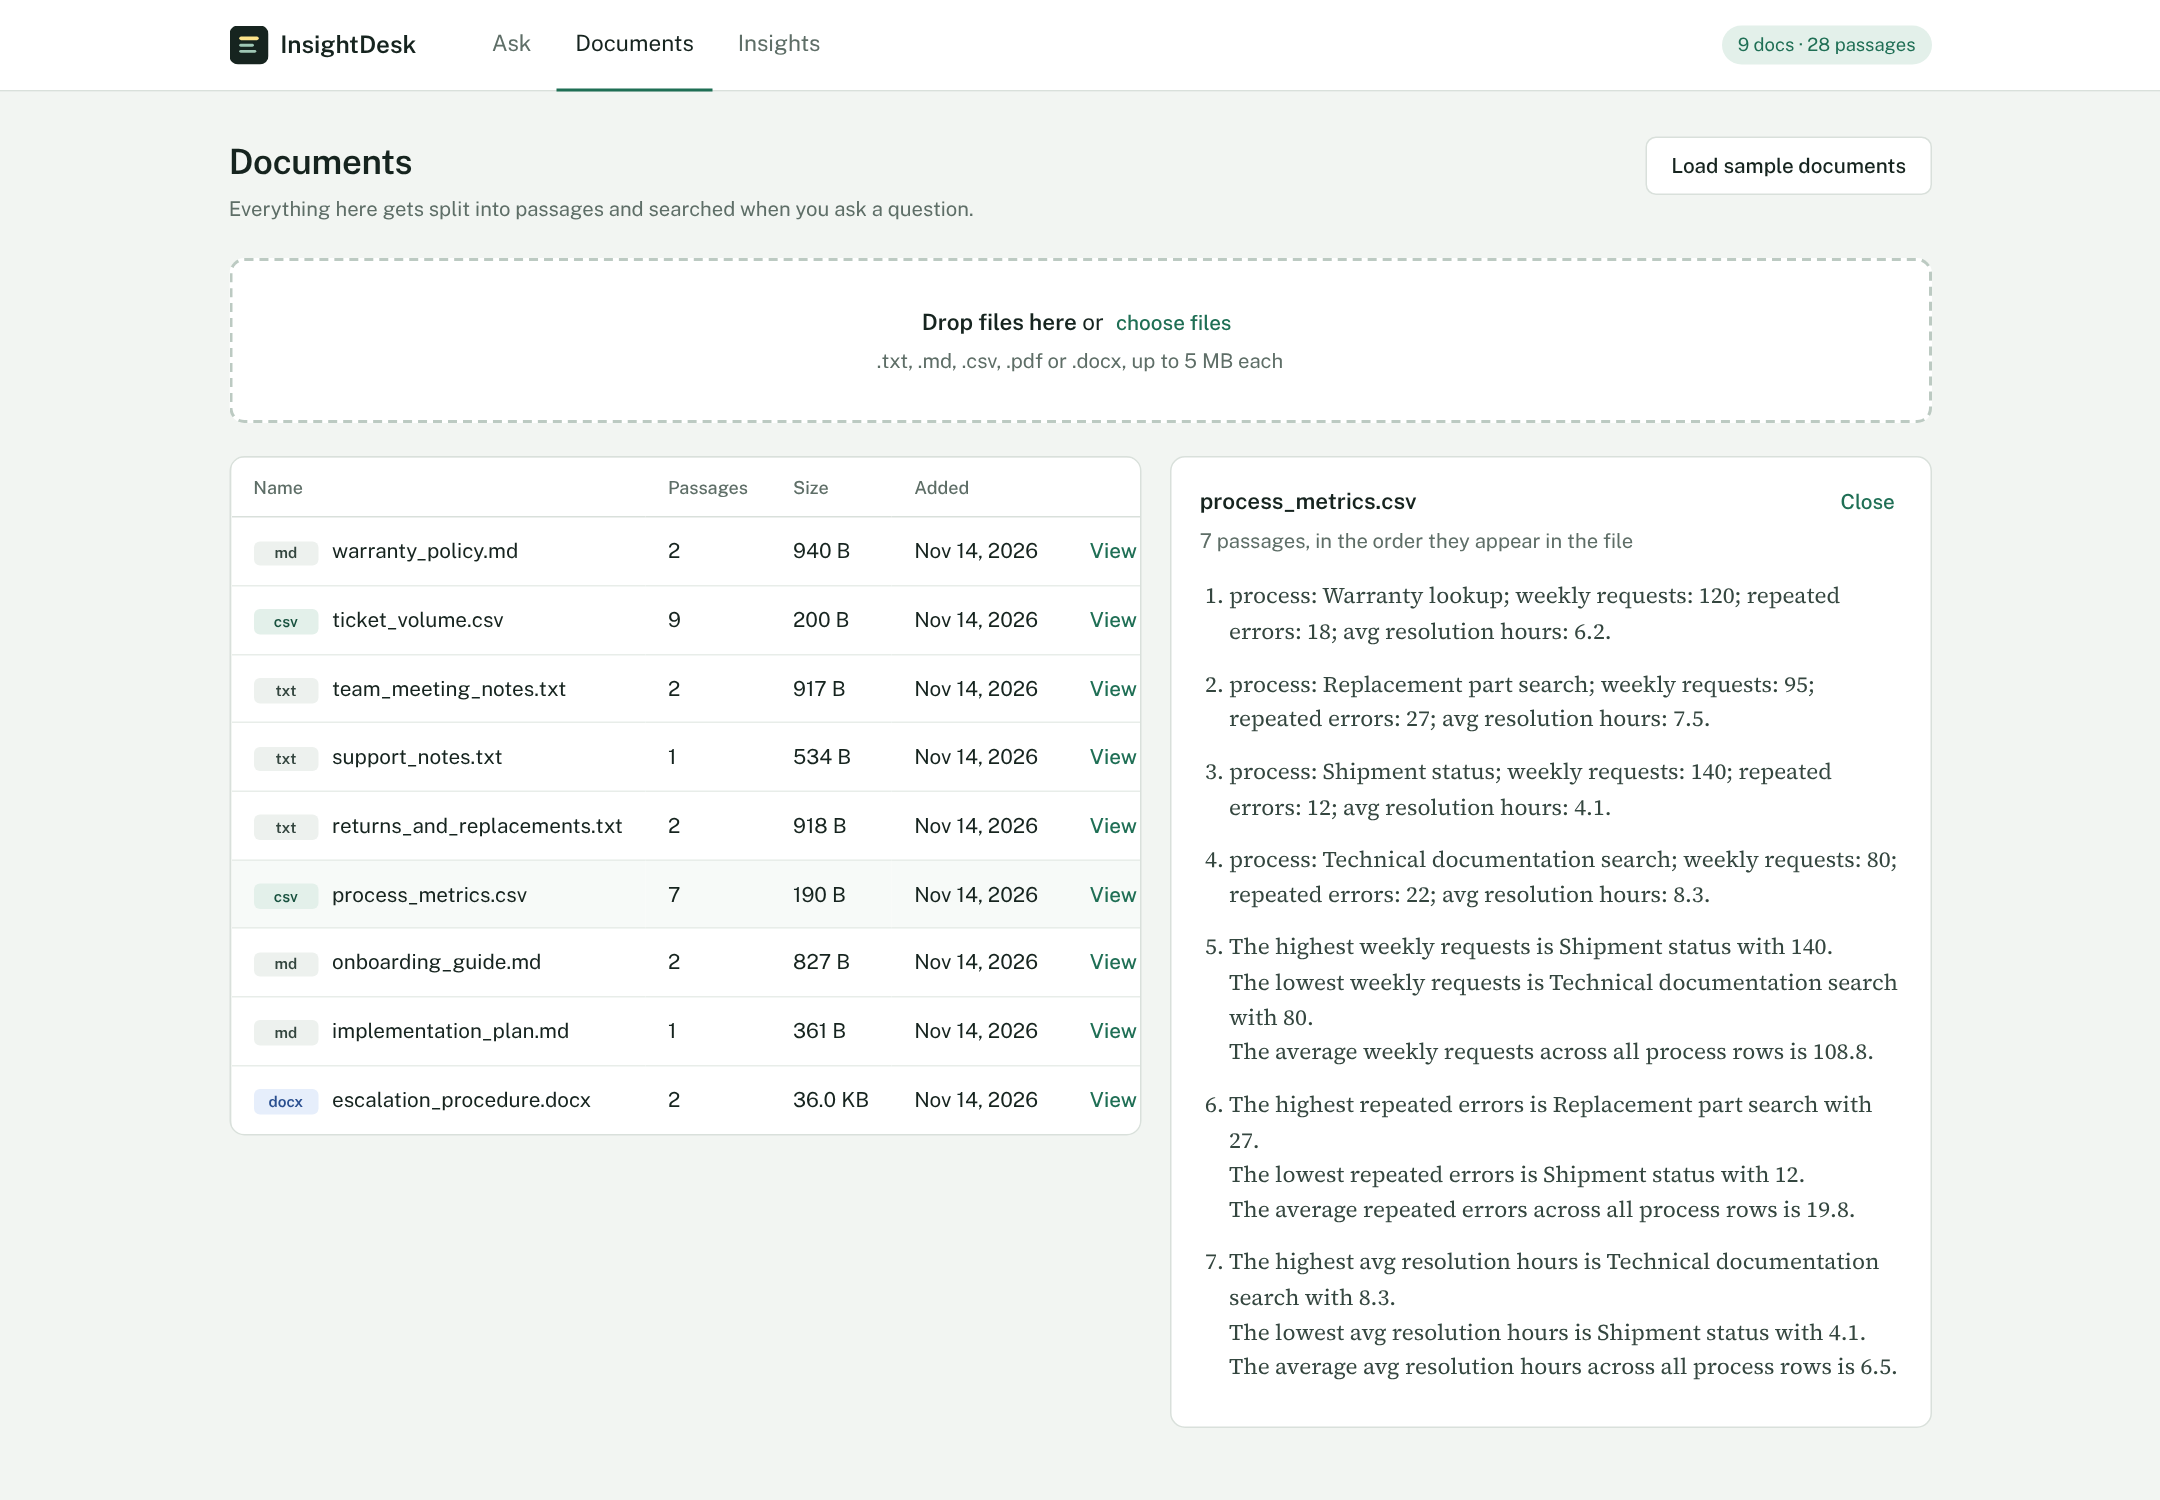 InsightDesk
Ask
Documents
Insights
9 docs · 28 passages
Documents
Everything here gets split into passages and searched when you ask a question.
Load sample documents
Drop files here or choose files
.txt, .md, .csv, .pdf or .docx, up to 5 MB each
Name Passages Size Added
md warranty_policy.md 2 940 B Nov 14, 2026 View
csv ticket_volume.csv 9 200 B Nov 14, 2026 View
txt team_meeting_notes.txt 2 917 B Nov 14, 2026 View
txt support_notes.txt 1 534 B Nov 14, 2026 View
txt returns_and_replacements.txt 2 918 B Nov 14, 2026 View
csv process_metrics.csv 7 190 B Nov 14, 2026 View
md onboarding_guide.md 2 827 B Nov 14, 2026 View
md implementation_plan.md 1 361 B Nov 14, 2026 View
docx escalation_procedure.docx 2 36.0 KB Nov 14, 2026 View
process_metrics.csv
Close
7 passages, in the order they appear in the file
1. process: Warranty lookup; weekly requests: 120; repeated
errors: 18; avg resolution hours: 6.2.
2. process: Replacement part search; weekly requests: 95;
repeated errors: 27; avg resolution hours: 7.5.
3. process: Shipment status; weekly requests: 140; repeated
errors: 12; avg resolution hours: 4.1.
4. process: Technical documentation search; weekly requests: 80;
repeated errors: 22; avg resolution hours: 8.3.
5. The highest weekly requests is Shipment status with 140.
The lowest weekly requests is Technical documentation search
with 80.
The average weekly requests across all process rows is 108.8.
6. The highest repeated errors is Replacement part search with
27.
The lowest repeated errors is Shipment status with 12.
The average repeated errors across all process rows is 19.8.
7. The highest avg resolution hours is Technical documentation
search with 8.3.
The lowest avg resolution hours is Shipment status with 4.1.
The average avg resolution hours across all process rows is 6.5.